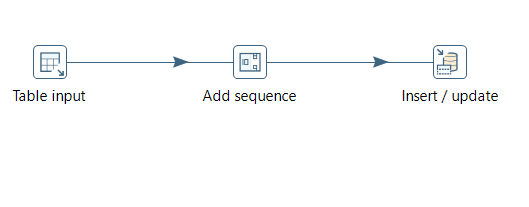 Table input
Add sequence
Insert / update